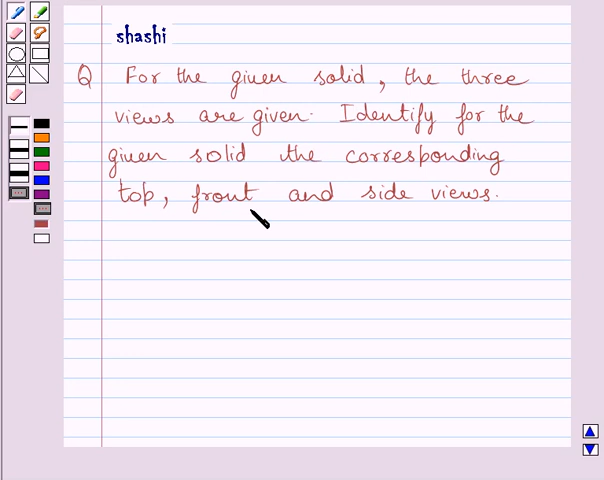 shashi
Q For the given solid, the three
views are given. Identify for the
given solid the corresponding
top, front and side views.